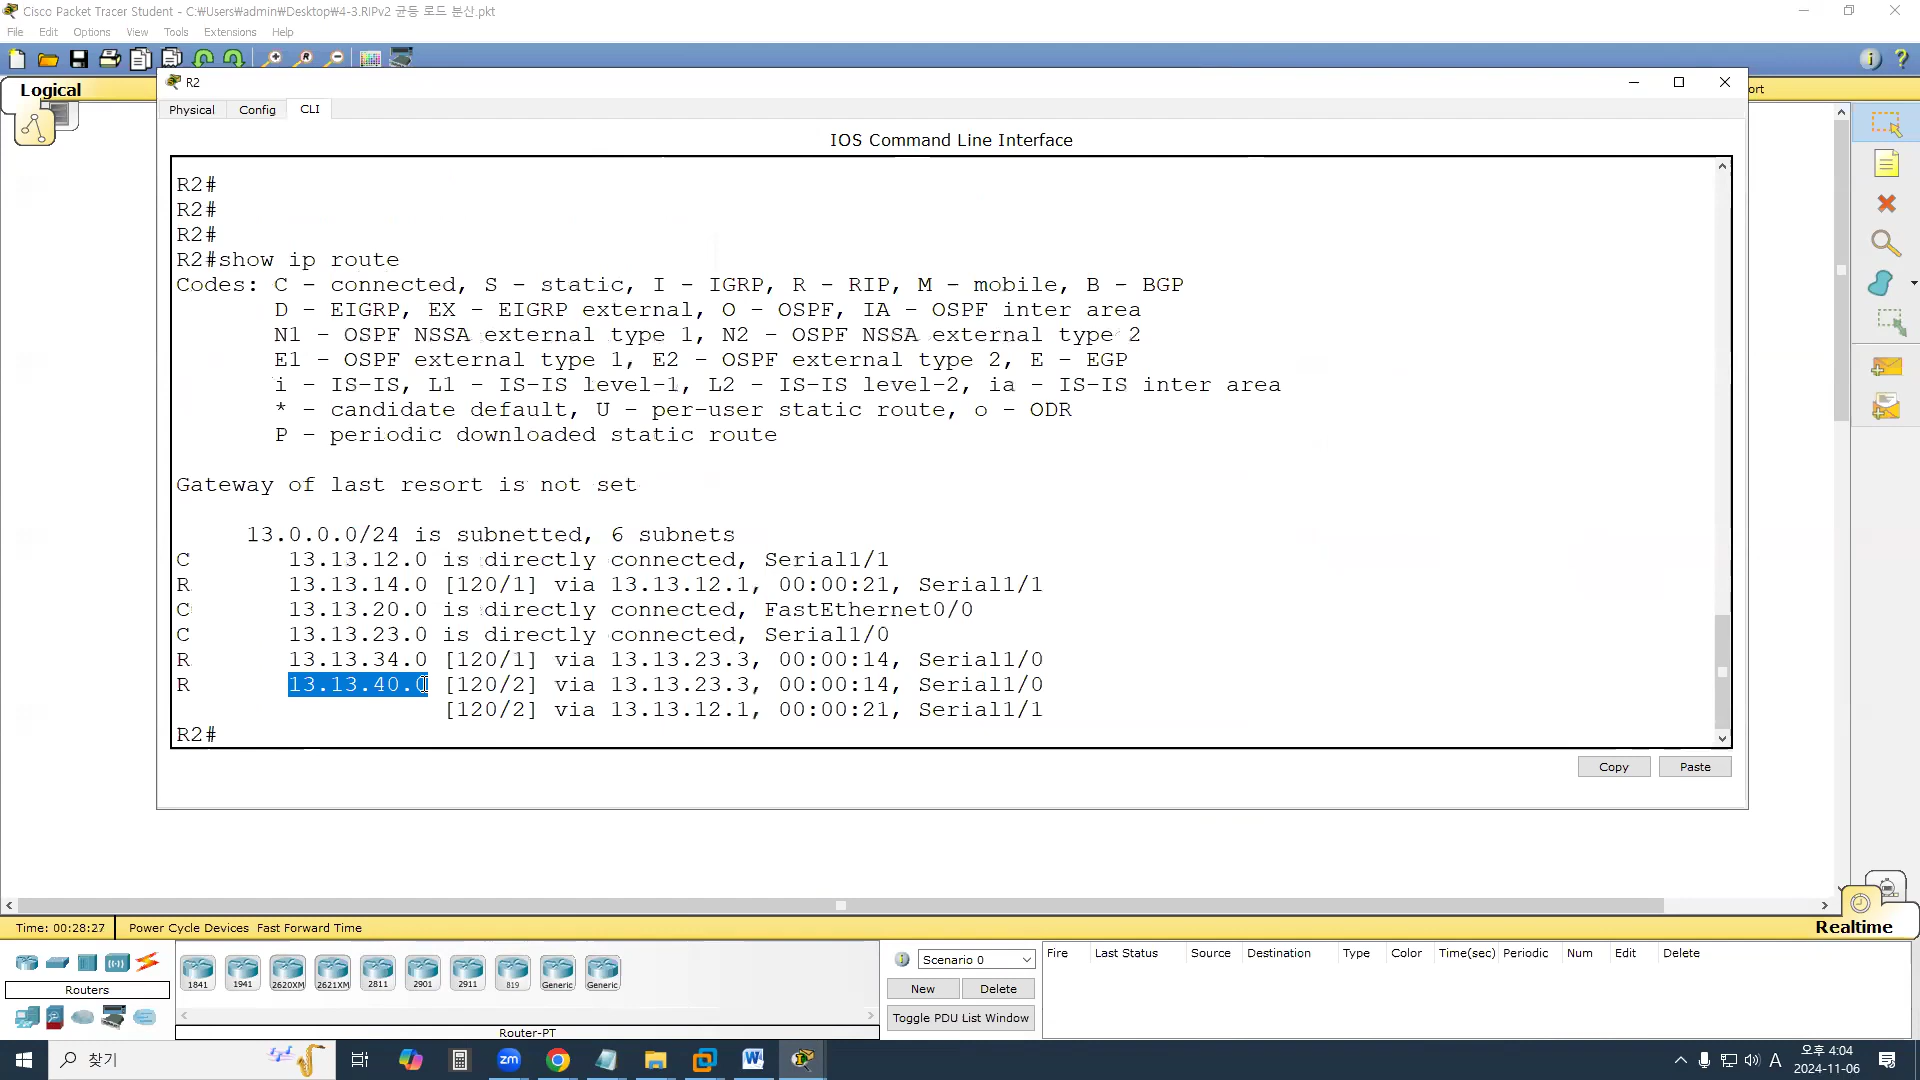 Cisco Packet Tracer Student - C:₩Users₩admin₩Desktop₩4-3.RIPv2 균등 로드 분산.pkt
File Edit Options View Tools Extensions Help
i ?
Logical
R2
ort
Physical Config CLI
IOS Command Line Interface
R2#
R2#
R2#
R2#show ip route
Codes: C - connected, S - static, I - IGRP, R - RIP, M - mobile, B - BGP
D - EIGRP, EX - EIGRP external, O - OSPF, IA - OSPF inter area
N1 - OSPF NSSA external type 1, N2 - OSPF NSSA external type 2
E1 - OSPF external type 1, E2 - OSPF external type 2, E - EGP
i - IS-IS, L1 - IS-IS level-1, L2 - IS-IS level-2, ia - IS-IS inter area
* - candidate default, U - per-user static route, o - ODR
P - periodic downloaded static route
Gateway of last resort is not set
13.0.0.0/24 is subnetted, 6 subnets
C 13.13.12.0 is directly connected, Serial1/1
R 13.13.14.0 [120/1] via 13.13.12.1, 00:00:21, Serial1/1
C 13.13.20.0 is directly connected, FastEthernet0/0
C 13.13.23.0 is directly connected, Serial1/0
R 13.13.34.0 [120/1] via 13.13.23.3, 00:00:14, Serial1/0
R 13.13.40.0 [120/2] via 13.13.23.3, 00:00:14, Serial1/0
[120/2] via 13.13.12.1, 00:00:21, Serial1/1
R2#
Copy Paste
Time: 00:28:27 Power Cycle Devices Fast Forward Time Realtime
Scenario 0 Fire Last Status Source Destination Type Color Time(sec) Periodic Num Edit Delete
1841 1941 2620XM 2621XM 2811 2901 2911 819 Generic Generic
Routers
New Delete
Toggle PDU List Window
Router-PT
찾기
zm
W
A
오후 4:04
2024-11-06